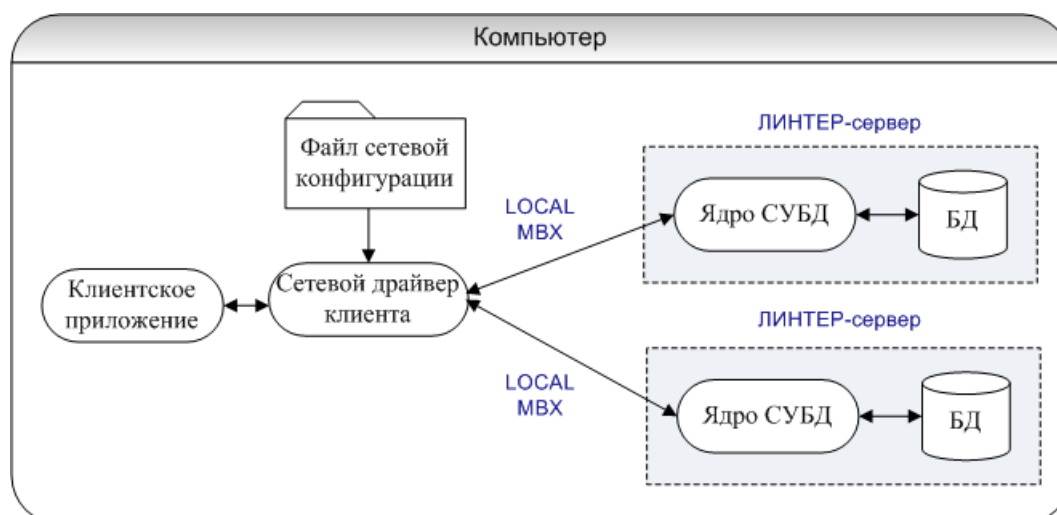 Компьютер
Файл сетевой
конфигурации
Клиентское
приложение
Сетевой драйвер
клиента
LOCAL
MBX
ЛИНТЕР-сервер
Ядро СУБД
БД
LOCAL
MBX
ЛИНТЕР-сервер
Ядро СУБД
БД